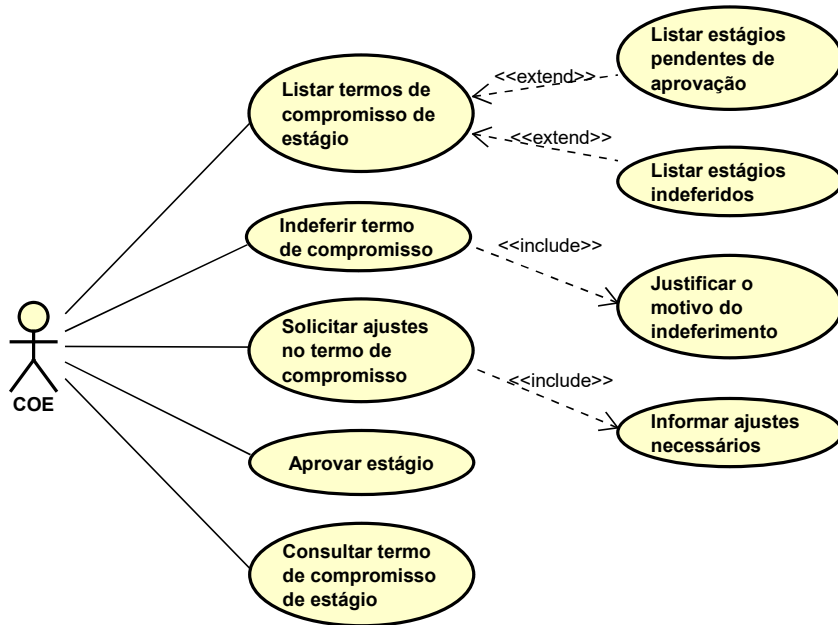 Listar termos de
compromisso de
estágio
<<extend>>
Listar estágios
pendentes de
aprovação
<<extend>>
Listar estágios
indeferidos
Indeferir termo
de compromisso
<<include>>
Justificar o
motivo do
indeferimento
Solicitar ajustes
no termo de
compromisso
<<include>>
Informar ajustes
necessários
COE
Aprovar estágio
Consultar termo
de compromisso
de estágio